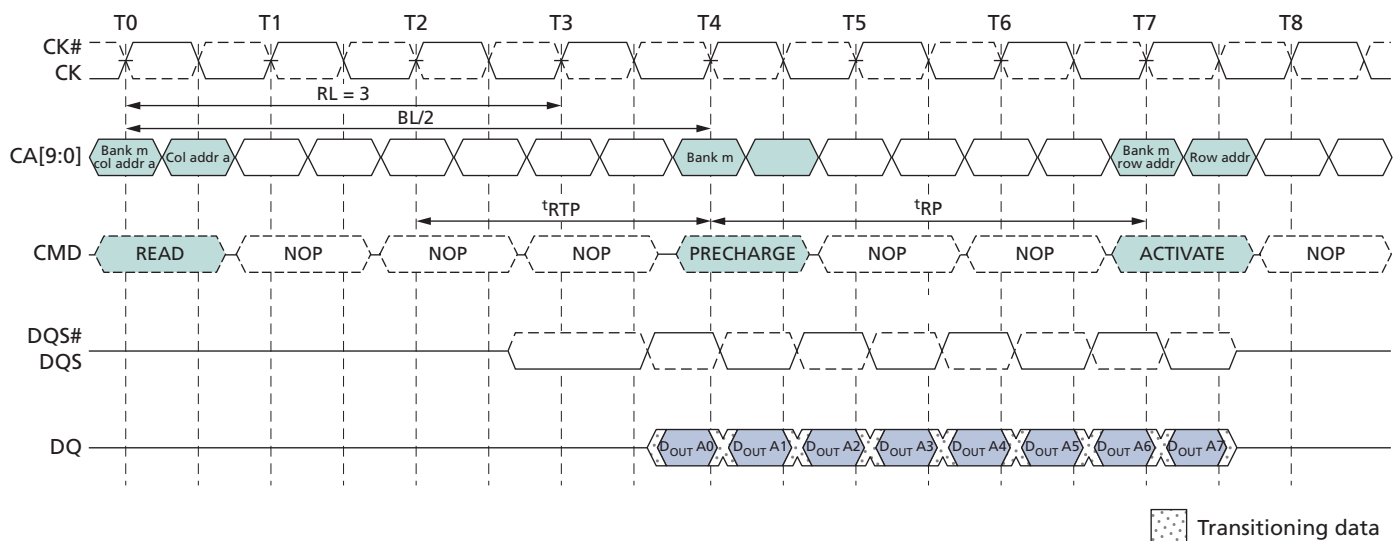 T0 T1 T2 T3 T4 T5 T6 T7 T8
CK#
CK
RL = 3
BL/2
CA[9:0]
Bank m
col addr a
Col addr a
Bank m
Bank m
row addr
Row addr
tRTP
tRP
CMD
READ NOP NOP NOP PRECHARGE NOP NOP ACTIVATE NOP
DQS#
DQS
DQ
DOUT A0 DOUT A1 DOUT A2 DOUT A3 DOUT A4 DOUT A5 DOUT A6 DOUT A7
Transitioning data